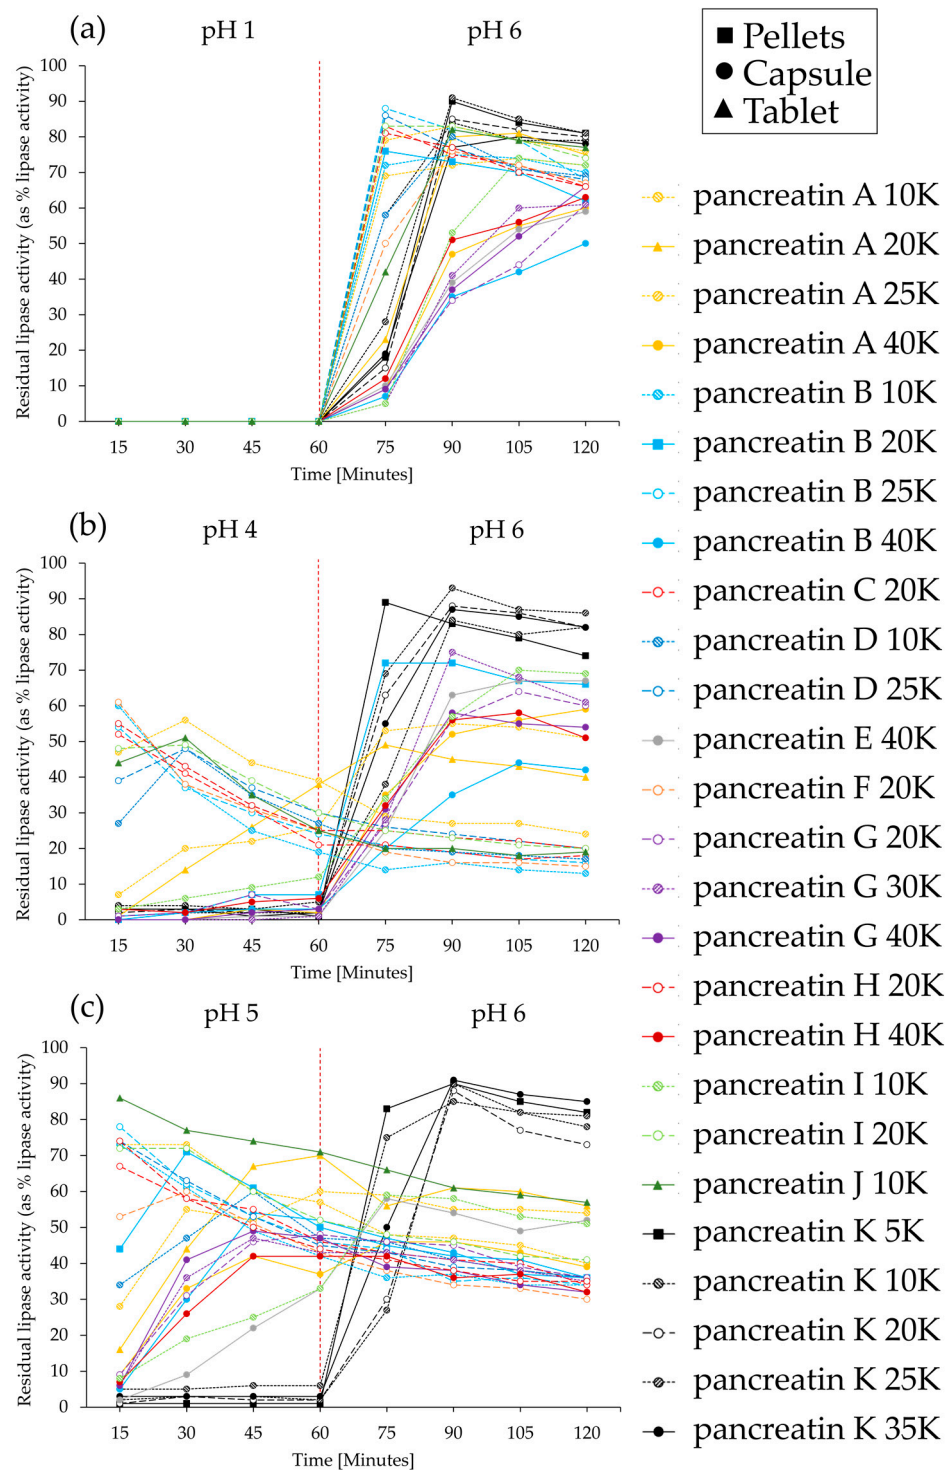 (a)
pH 1
pH 6
Residual lipase activity (as % lipase activity)
100
90
80
70
60
50
40
30
20
10
0
15 30 45 60 75 90 105 120
Time [Minutes]
(b)
pH 4
pH 6
Residual lipase activity (as % lipase activity)
100
90
80
70
60
50
40
30
20
10
0
15 30 45 60 75 90 105 120
Time [Minutes]
(c)
pH 5
pH 6
Residual lipase activity (as % lipase activity)
100
90
80
70
60
50
40
30
20
10
0
15 30 45 60 75 90 105 120
Time [Minutes]
Pellets
Capsule
Tablet
pancreatin A 10K
pancreatin A 20K
pancreatin A 25K
pancreatin A 40K
pancreatin B 10K
pancreatin B 20K
pancreatin B 25K
pancreatin B 40K
pancreatin C 20K
pancreatin D 10K
pancreatin D 25K
pancreatin E 40K
pancreatin F 20K
pancreatin G 20K
pancreatin G 30K
pancreatin G 40K
pancreatin H 20K
pancreatin H 40K
pancreatin I 10K
pancreatin I 20K
pancreatin J 10K
pancreatin K 5K
pancreatin K 10K
pancreatin K 20K
pancreatin K 25K
pancreatin K 35K